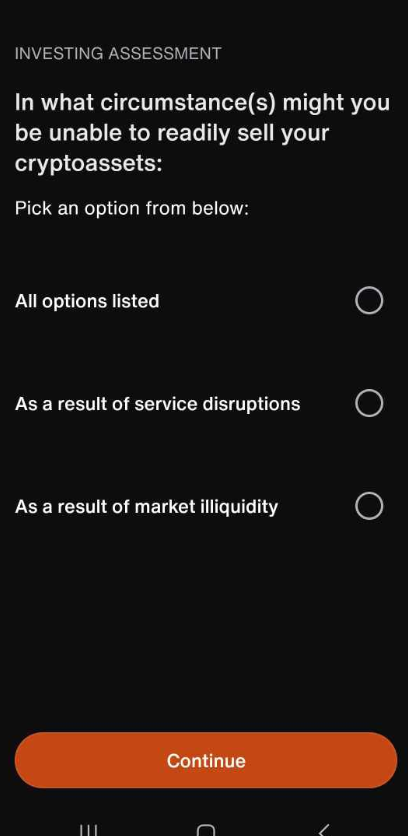 INVESTING ASSESSMENT
In what circumstance(s) might you
be unable to readily sell your
cryptoassets:
Pick an option from below:
All options listed
As a result of service disruptions
As a result of market illiquidity
Continue